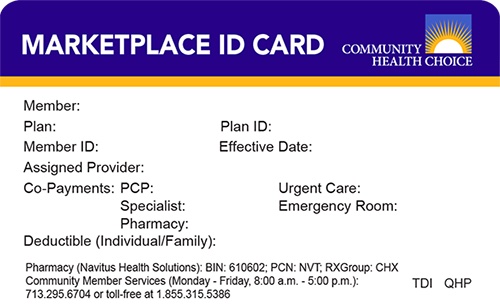 MARKETPLACE ID CARD
COMMUNITY
HEALTH CHOICE
Member:
Plan: Plan ID:
Member ID: Effective Date:
Assigned Provider:
Co-Payments: PCP: Urgent Care:
Specialist: Emergency Room:
Pharmacy:
Deductible (Individual/Family):
Pharmacy (Navitus Health Solutions): BIN: 610602; PCN: NVT; RXGroup: CHX
Community Member Services (Monday - Friday, 8:00 a.m. - 5:00 p.m.):
713.295.6704 or toll-free at 1.855.315.5386 TDI QHP